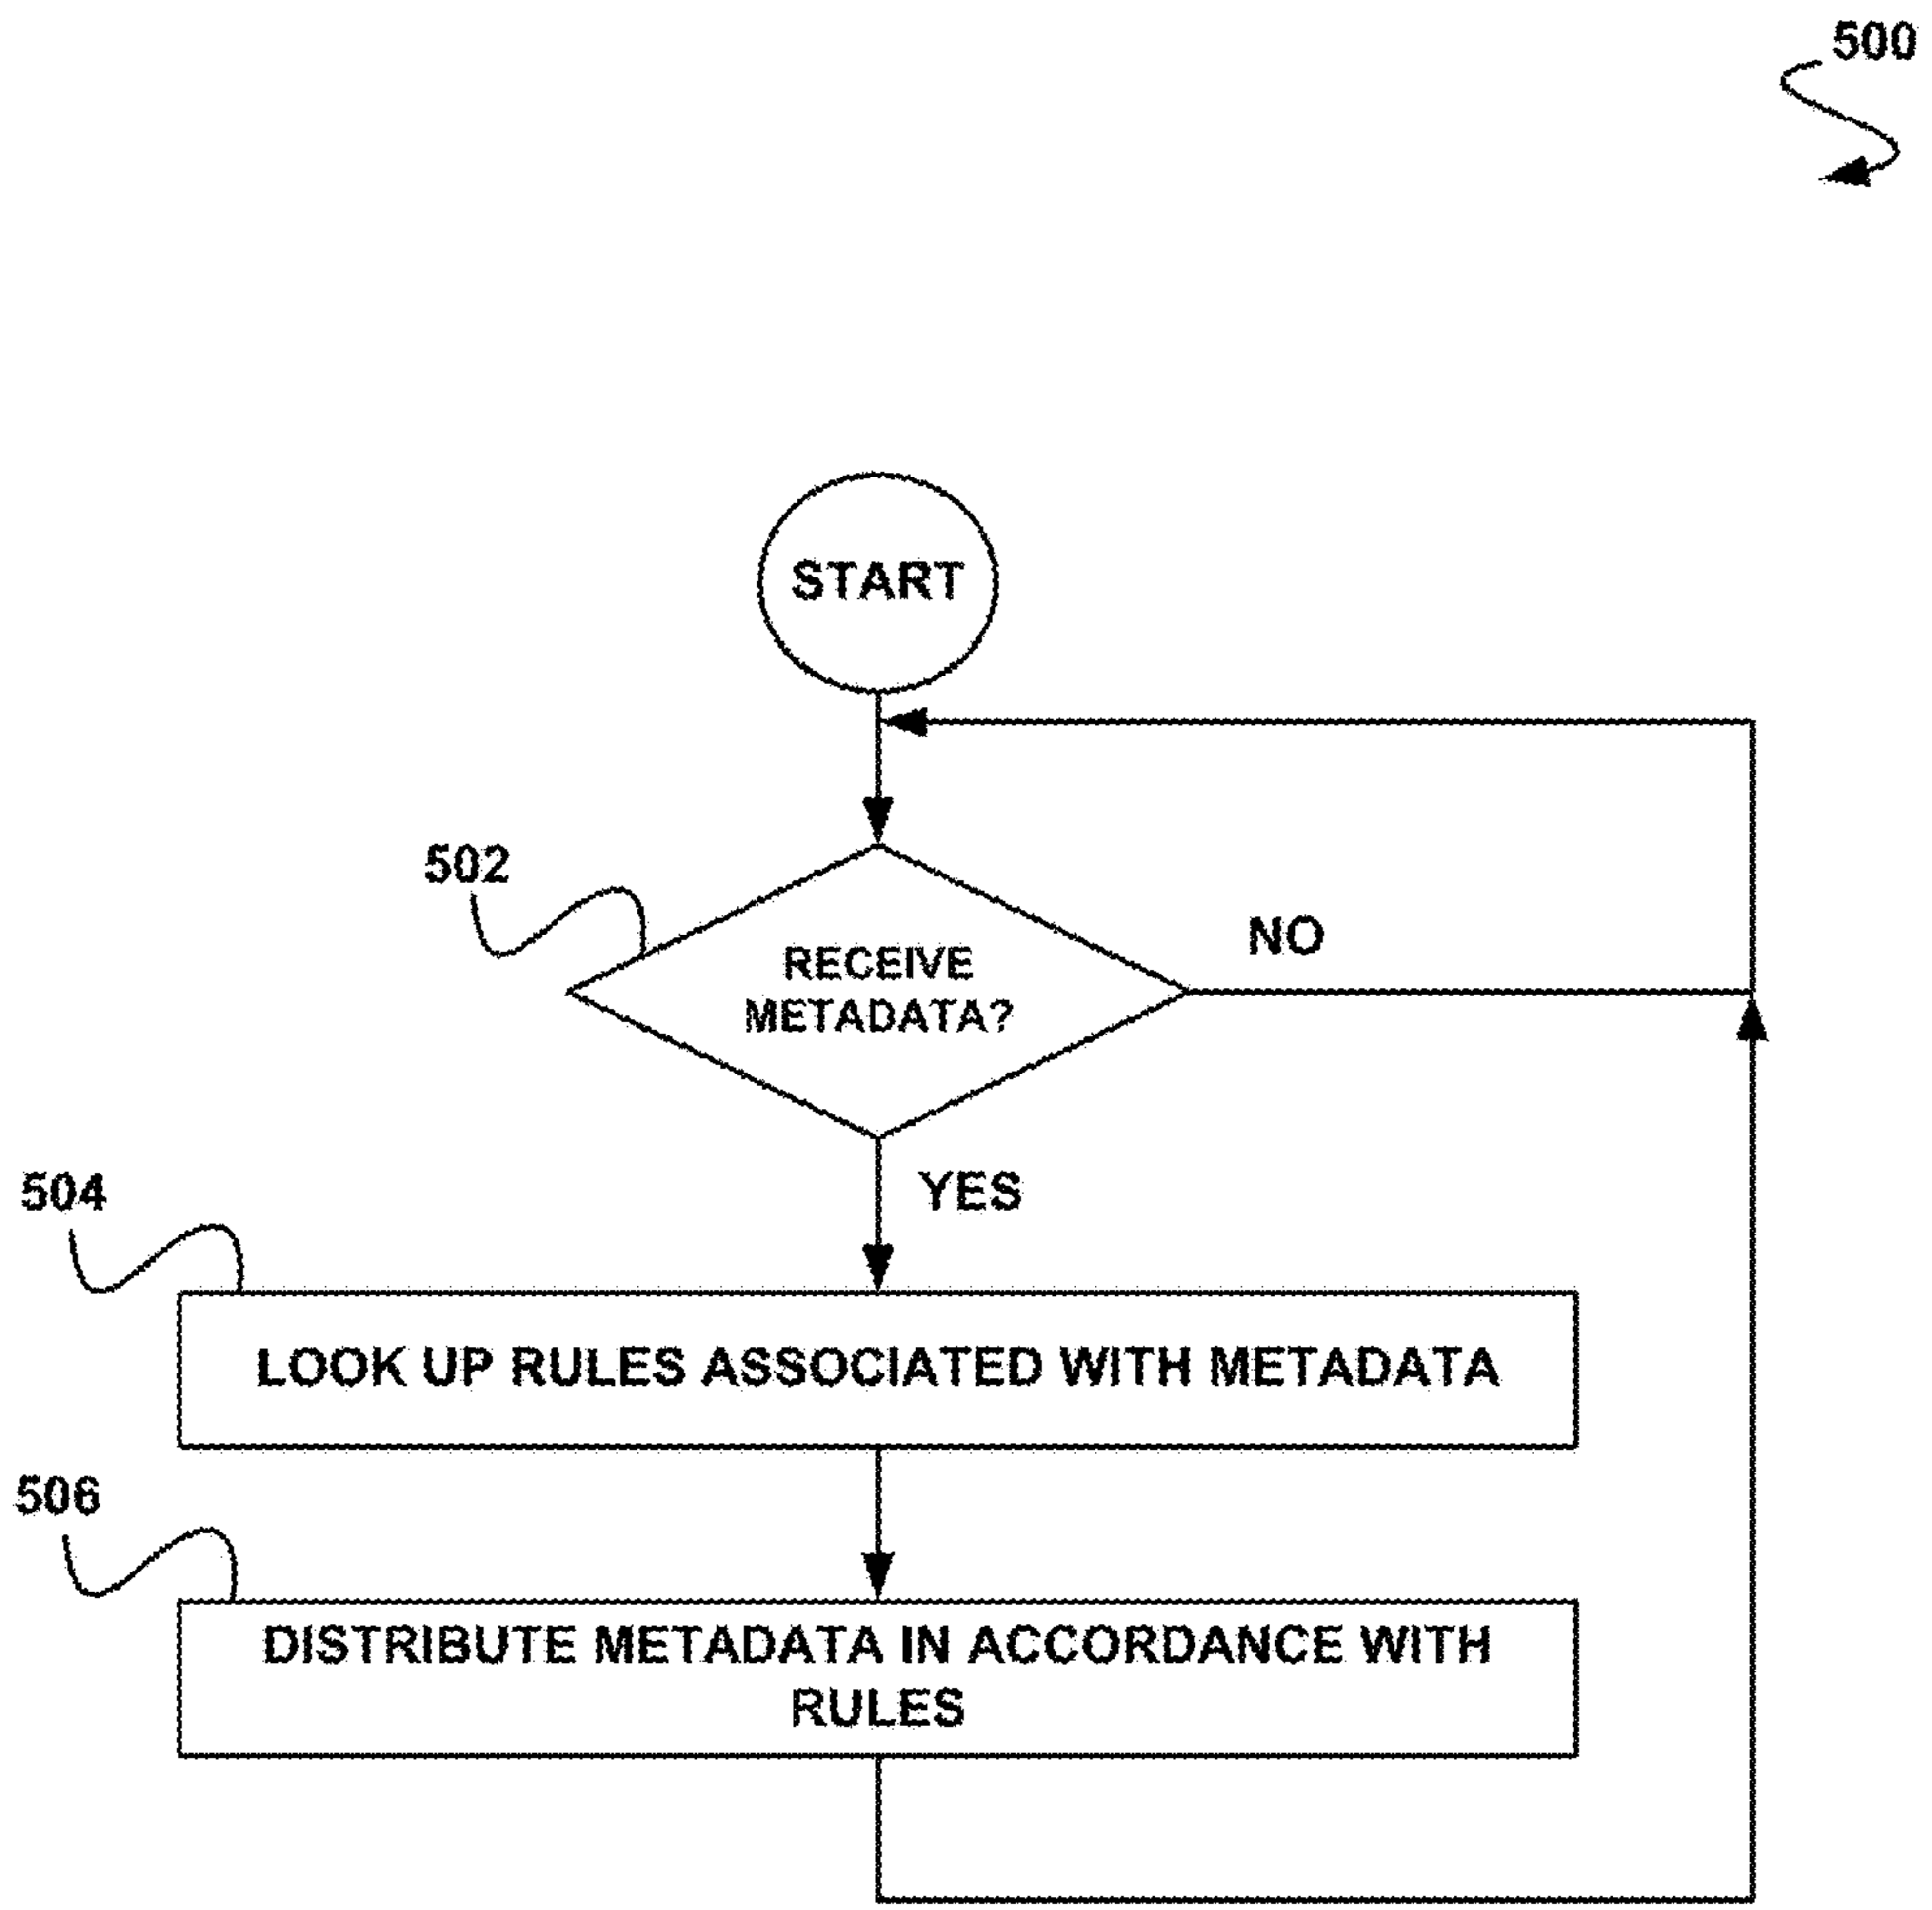 500
START
502
RECEIVE
METADATA?
NO
YES
504
LOOK UP RULES ASSOCIATED WITH METADATA
506
DISTRIBUTE METADATA IN ACCORDANCE WITH
RULES